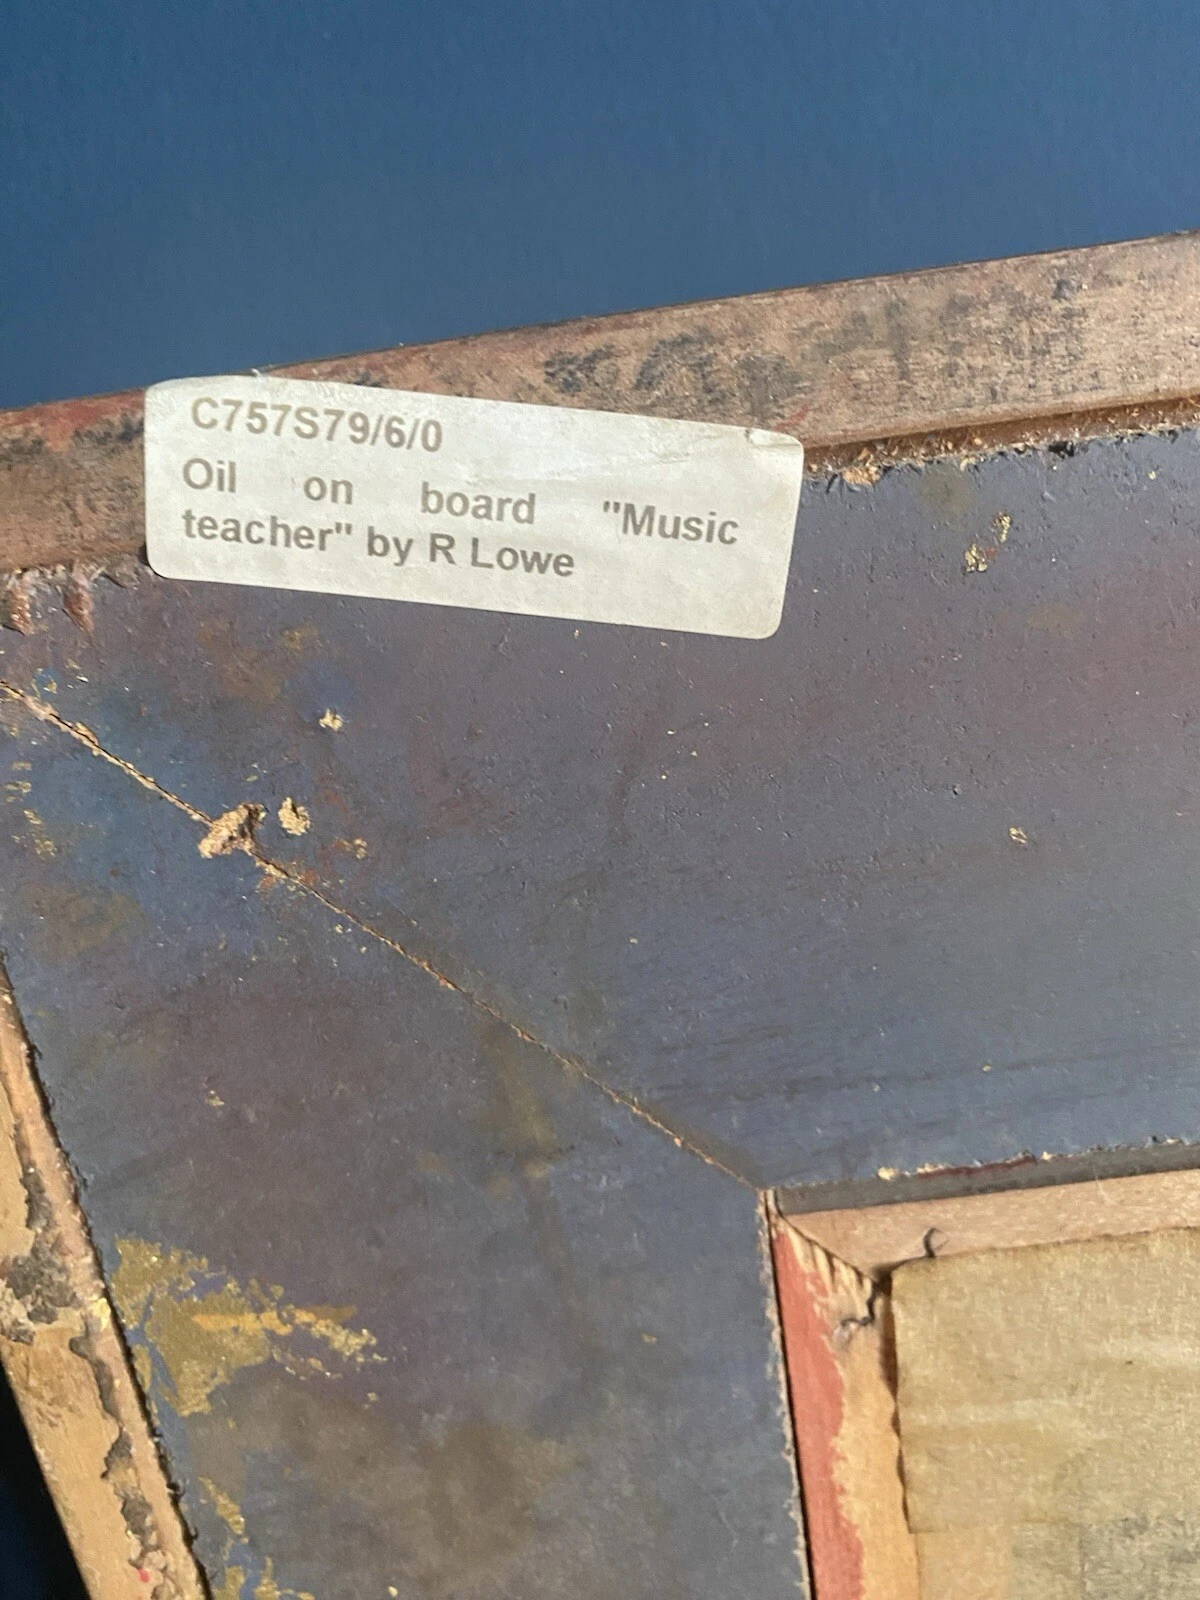 C757S79/6/0
Oil on board "Music
teacher" by R Lowe